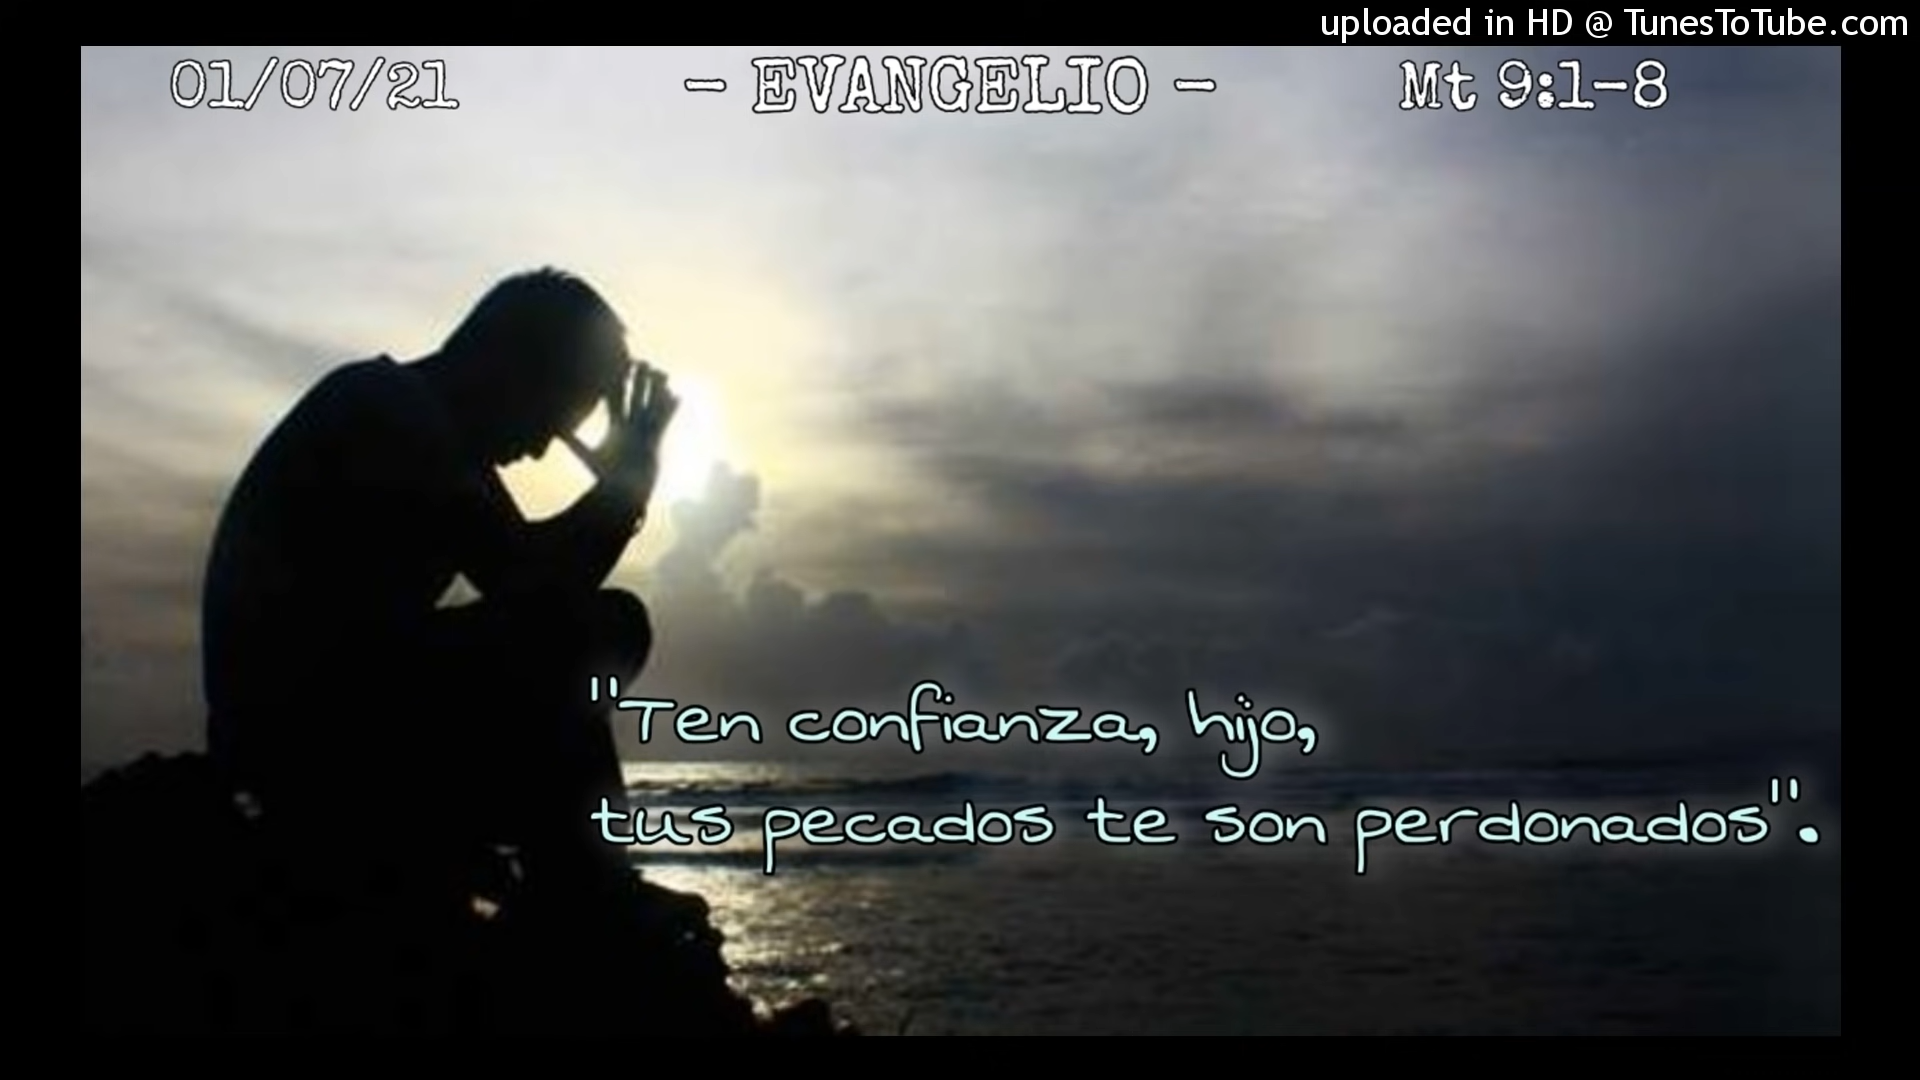 uploaded in HD @ TunesToTube.com
01/07/21 - EVANGELIO - Mt 9:1-8
"Ten confianza, hijo,
tus pecados te son perdonados".